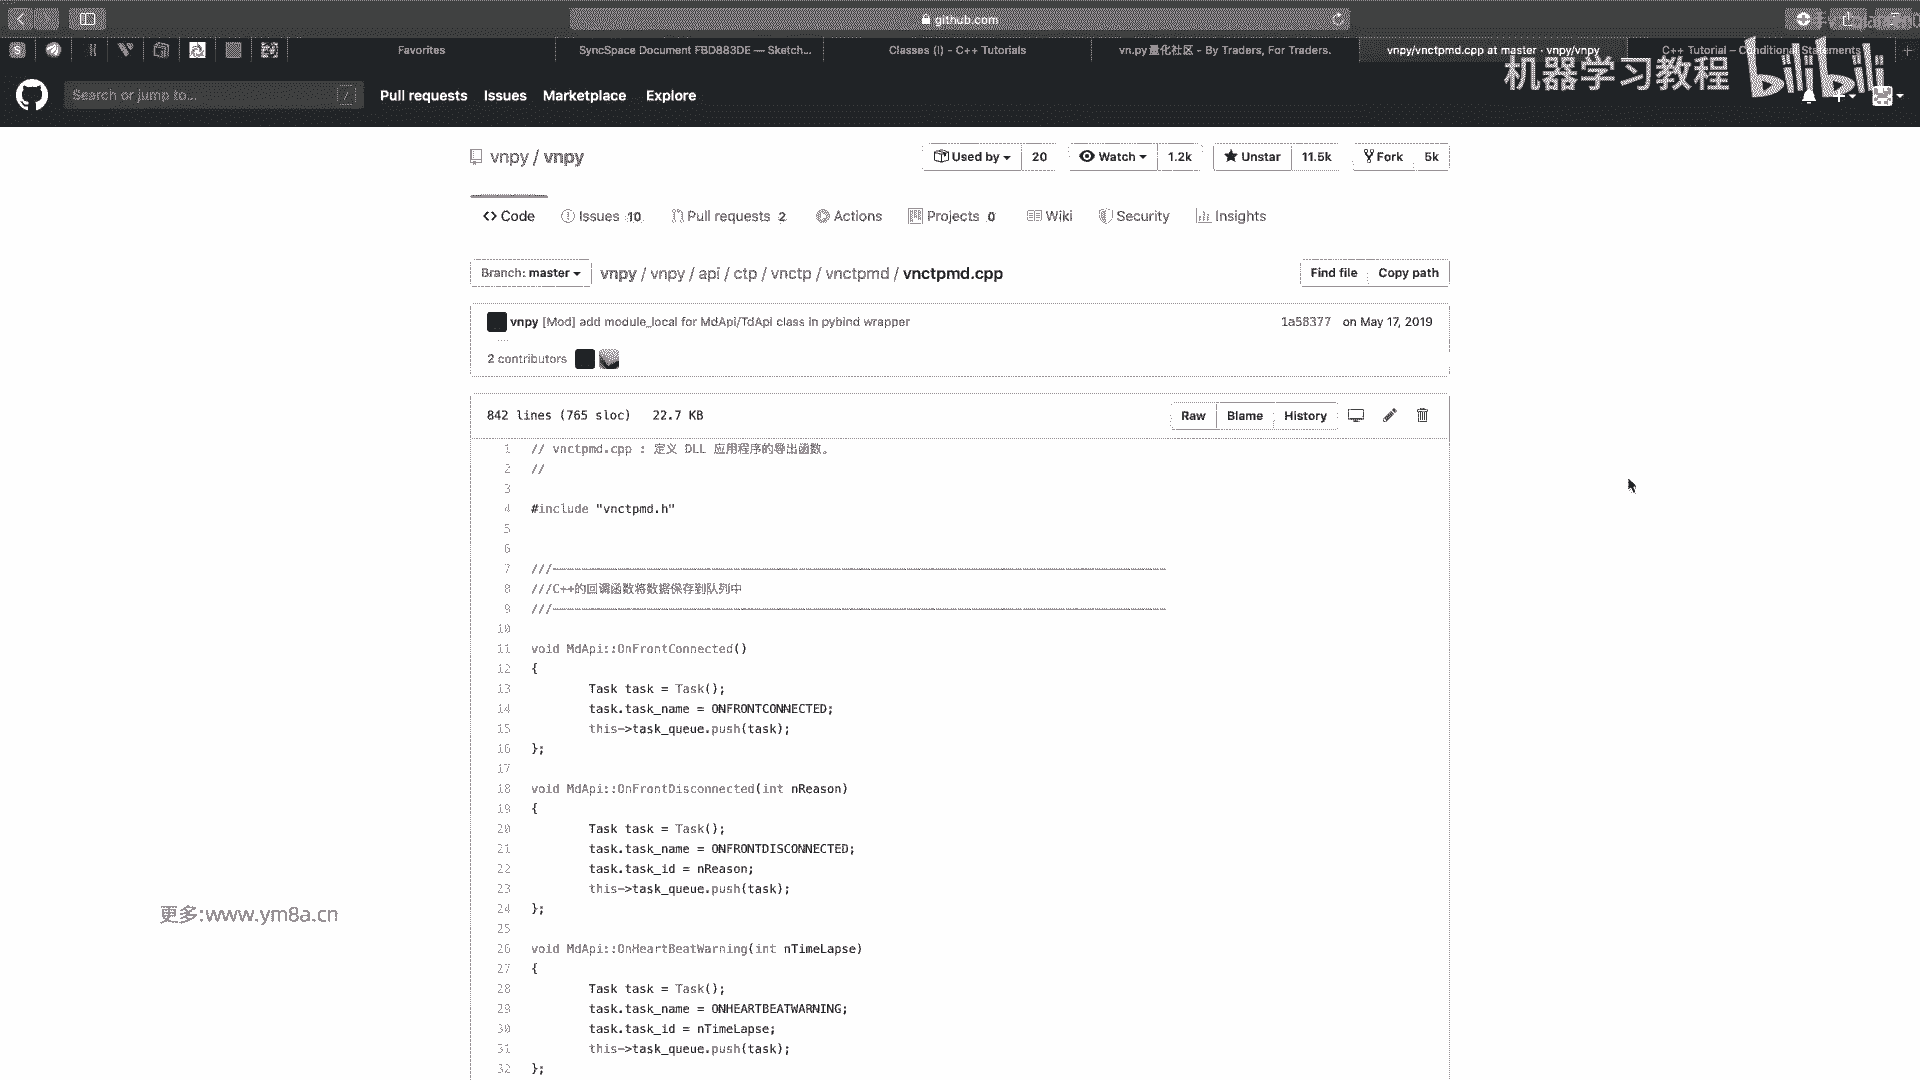 github.com
Favorites
SyncSpace Document FBD883DE — Sketch...
Classes (I) - C++ Tutorials
vn.py量化社区 - By Traders, For Traders.
vnpy/vnctpmd.cpp at master · vnpy/vnpy
C++ Tutorial – Conditional Statements
机器学习教程 bilibili
Search or jump to... /
Pull requests Issues Marketplace Explore
vnpy / vnpy
Used by 20 Watch 1.2k Unstar 11.5k Fork 5k
Code Issues 10 Pull requests 2 Actions Projects 0 Wiki Security Insights
Branch: master vnpy / vnpy / api / ctp / vnctp / vnctpmd / vnctpmd.cpp Find file Copy path
vnpy [Mod] add module_local for MdApi/TdApi class in pybind wrapper 1a58377 on May 17, 2019
2 contributors
842 lines (765 sloc) 22.7 KB Raw Blame History
1 // vnctpmd.cpp : 定义 DLL 应用程序的导出函数。
2 //
3
4 #include "vnctpmd.h"
5
6
7 ///-------------------------------------------------------------------------------------
8 ///C++的回调函数将数据保存到队列中
9 ///-------------------------------------------------------------------------------------
10
11 void MdApi::OnFrontConnected()
12 {
13 Task task = Task();
14 task.task_name = ONFRONTCONNECTED;
15 this->task_queue.push(task);
16 };
17
18 void MdApi::OnFrontDisconnected(int nReason)
19 {
20 Task task = Task();
21 task.task_name = ONFRONTDISCONNECTED;
22 task.task_id = nReason;
23 this->task_queue.push(task);
24 };
25
26 void MdApi::OnHeartBeatWarning(int nTimeLapse)
27 {
28 Task task = Task();
29 task.task_name = ONHEARTBEATWARNING;
30 task.task_id = nTimeLapse;
31 this->task_queue.push(task);
32 };
更多:www.ym8a.cn